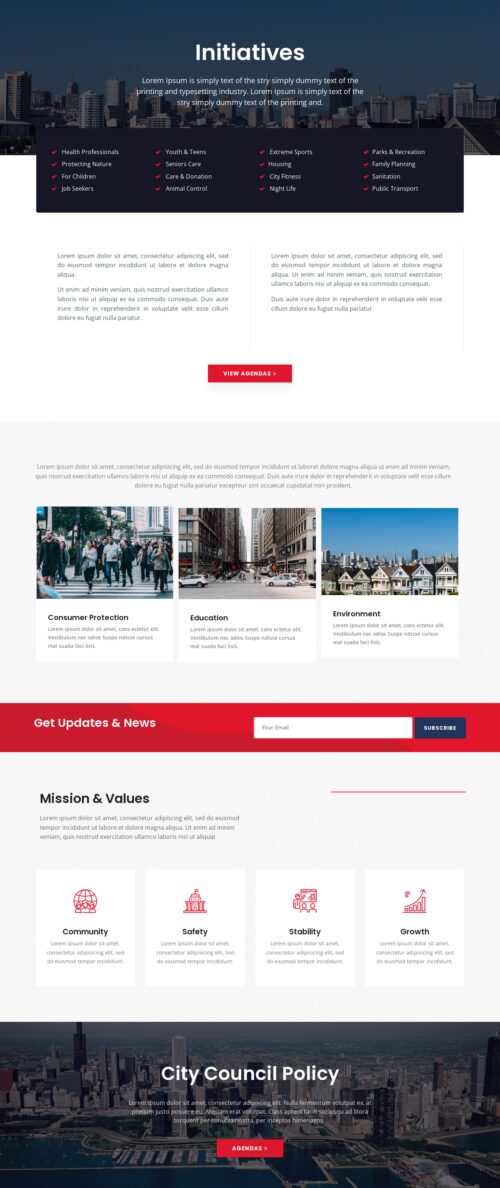 Initiatives
Lorem Ipsum is simply text of the stry simply dummy text of the
printing and typesetting industry. Lorem Ipsum is simply text of the
stry simply dummy text of the printing and.
Health Professionals
Youth & Teens
Extreme Sports
Parks & Recreation
Protecting Nature
Seniors Care
Housing
Family Planning
For Children
Care & Donation
City Fitness
Sanitation
Job Seekers
Animal Control
Night Life
Public Transport
Lorem ipsum dolor sit amet, consectetur adipisicing elit, sed
do eiusmod tempor incididunt ut labore et dolore magna
aliqua.
Ut enim ad minim veniam, quis nostrud exercitation ullamco
laboris nisi ut aliquip ex ea commodo consequat. Duis aute
irure dolor in reprehenderit in voluptate velit esse cillum
dolore eu fugiat nulla pariatur.
Lorem ipsum dolor sit amet, consectetur adipisicing elit, sed
do eiusmod tempor incididunt ut labore et dolore magna
aliqua. Ut enim ad minim veniam, quis nostrud exercitation
ullamco laboris nisi ut aliquip ex ea commodo consequat.
Duis aute irure dolor in reprehenderit in voluptate velit esse
cillum dolore eu fugiat nulla pariatur.
VIEW AGENDAS »
Lorem ipsum dolor sit amet, consectetur adipisicing elit, sed do eiusmod tempor incididunt ut laboret dolore magna aliqua. Ut enim ad minim veniam,
quis nostrud exercitation ullamco laboris nisi ut aliquip ex ea commodo consequat. Duis aute irure dolor in reprehenderit in voluptate velit esse cillum
dolore eu fugiat nulla pariatur excepteur sint occaecat cupidatat non proident.
Consumer Protection
Lorem ipsum dolor sit amet, cons ectetur elit.
Vestibulum nec odios Suspe ndisse cursus
mal suada faci lisis.
Education
Lorem ipsum dolor sit amet, cons ectetur elit.
Vestibulum nec odios Suspe ndisse cursus
mal suada faci lisis.
Environment
Lorem ipsum dolor sit amet, cons ectetur elit.
Vestibulum nec odios Suspe ndisse cursus
mal suada faci lisis.
Get Updates & News
Your Email
SUBSCRIBE
Mission & Values
Lorem ipsum dolor sit amet, consectetur adipiscing elit, sed do eiusmod
tempor incididunt ut labore et dolore magna aliqua. Ut enim ad minim
veniam, quis nostrud exercitation ullamco laboris nisi ut aliquip
Community
Lorem ipsum dolor sit amet,
consectetur adipiscing elit, sed
do eiusmod tempor incididunt.
Safety
Lorem ipsum dolor sit amet,
consectetur adipiscing elit, sed
do eiusmod tempor incididunt.
Stability
Lorem ipsum dolor sit amet,
consectetur adipiscing elit, sed
do eiusmod tempor incididunt.
Growth
Lorem ipsum dolor sit amet,
consectetur adipiscing elit, sed
do eiusmod tempor incididunt.
City Council Policy
Lorem ipsum dolor sit amet, consectetur adipiscing elit. Nulla fermentum volutpat ex, at
pretium justo posuere eu. Aliquam erat volutpat. Class aptent taciti sociosqu ad litora
torquent per conubia nostra, per inceptos himenaeos.
AGENDAS >